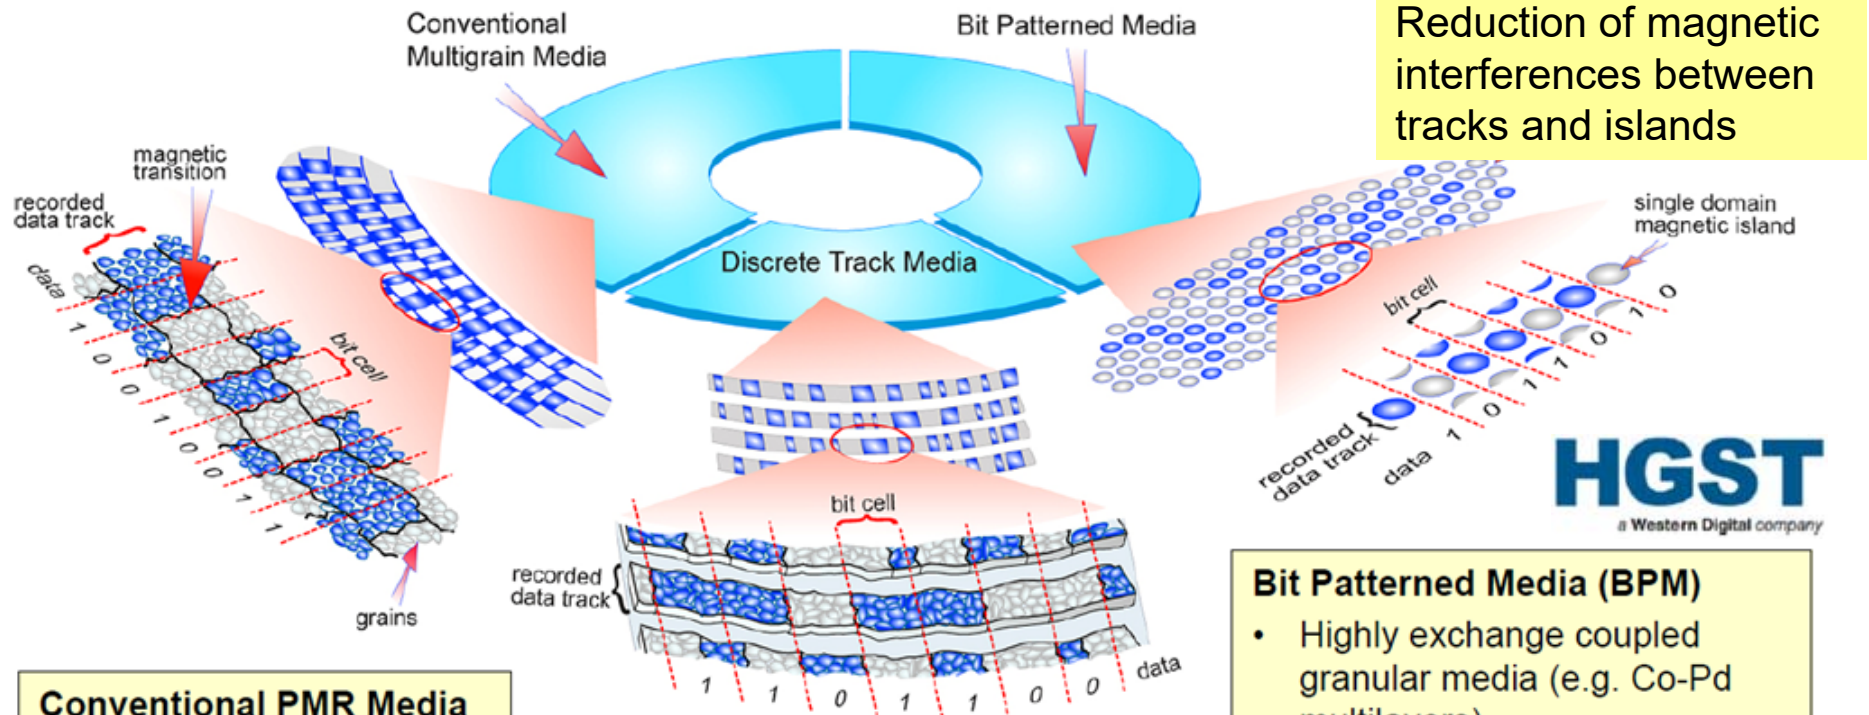 Conventional
Multigrain Media
Bit Patterned Media
Reduction of magnetic
interferences between
tracks and islands
magnetic
transition
recorded
data track
data
1
0
0
1
0
0
1
1
bit cell
grains
Discrete Track Media
bit cell
recorded
data track
1
1
0
1
1
0
0
data
single domain
magnetic island
bit cell
recorded
data track
data
1
0
1
1
0
1
0
HGST
a Western Digital company
Conventional PMR Media
Bit Patterned Media (BPM)
• Highly exchange coupled
granular media (e.g. Co-Pd
multilayers)